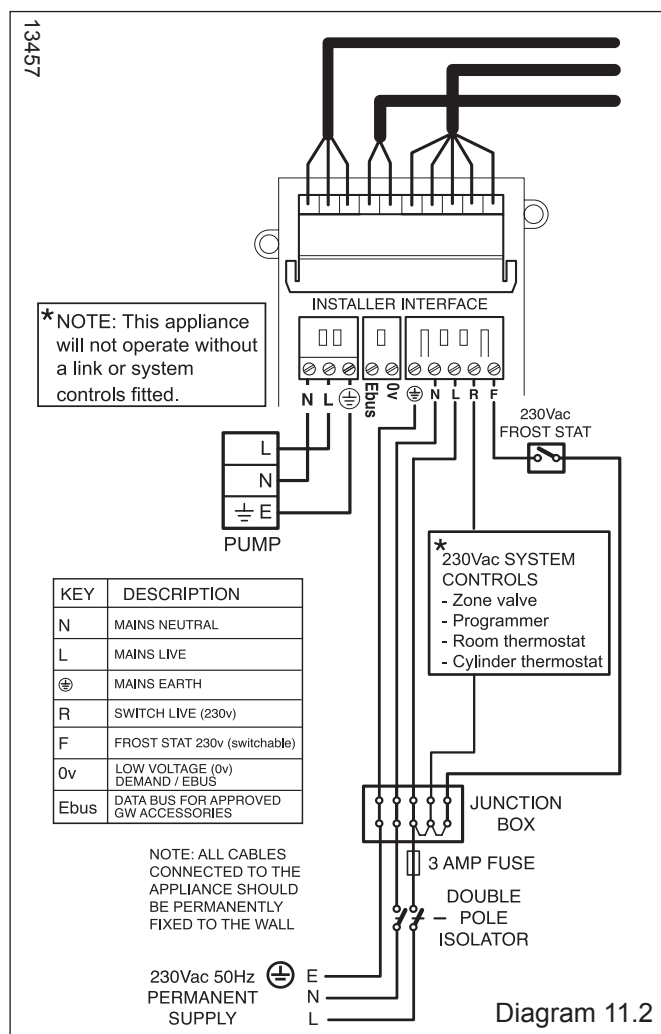 13457
INSTALLER INTERFACE
* NOTE: This appliance
will not operate without
a link or system
controls fitted.
N L
Ebus
0v
N L R F
230Vac
FROST STAT
L
N
E
PUMP
*
230Vac SYSTEM
CONTROLS
- Zone valve
- Programmer
- Room thermostat
- Cylinder thermostat
KEY DESCRIPTION
N MAINS NEUTRAL
L MAINS LIVE
MAINS EARTH
R SWITCH LIVE (230v)
F FROST STAT 230v (switchable)
0v LOW VOLTAGE (0v)
DEMAND / EBUS
Ebus DATA BUS FOR APPROVED
GW ACCESSORIES
JUNCTION
BOX
NOTE: ALL CABLES
CONNECTED TO THE
APPLIANCE SHOULD
BE PERMANENTLY
FIXED TO THE WALL
3 AMP FUSE
DOUBLE
POLE
ISOLATOR
230Vac 50Hz
PERMANENT
SUPPLY
E
N
L
Diagram 11.2